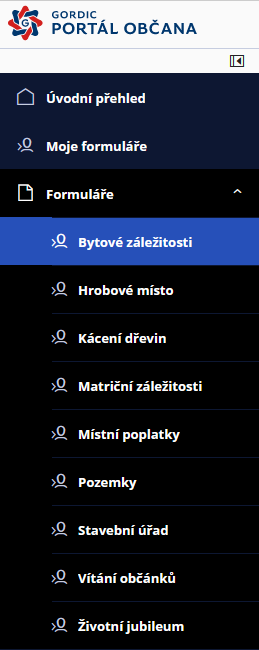 GORDIC
PORTÁL OBČANA
Úvodní přehled
Moje formuláře
Formuláře
Bytové záležitosti
Hrobové místo
Kácení dřevin
Matriční záležitosti
Místní poplatky
Pozemky
Stavební úřad
Vítání občánků
Životní jubileum